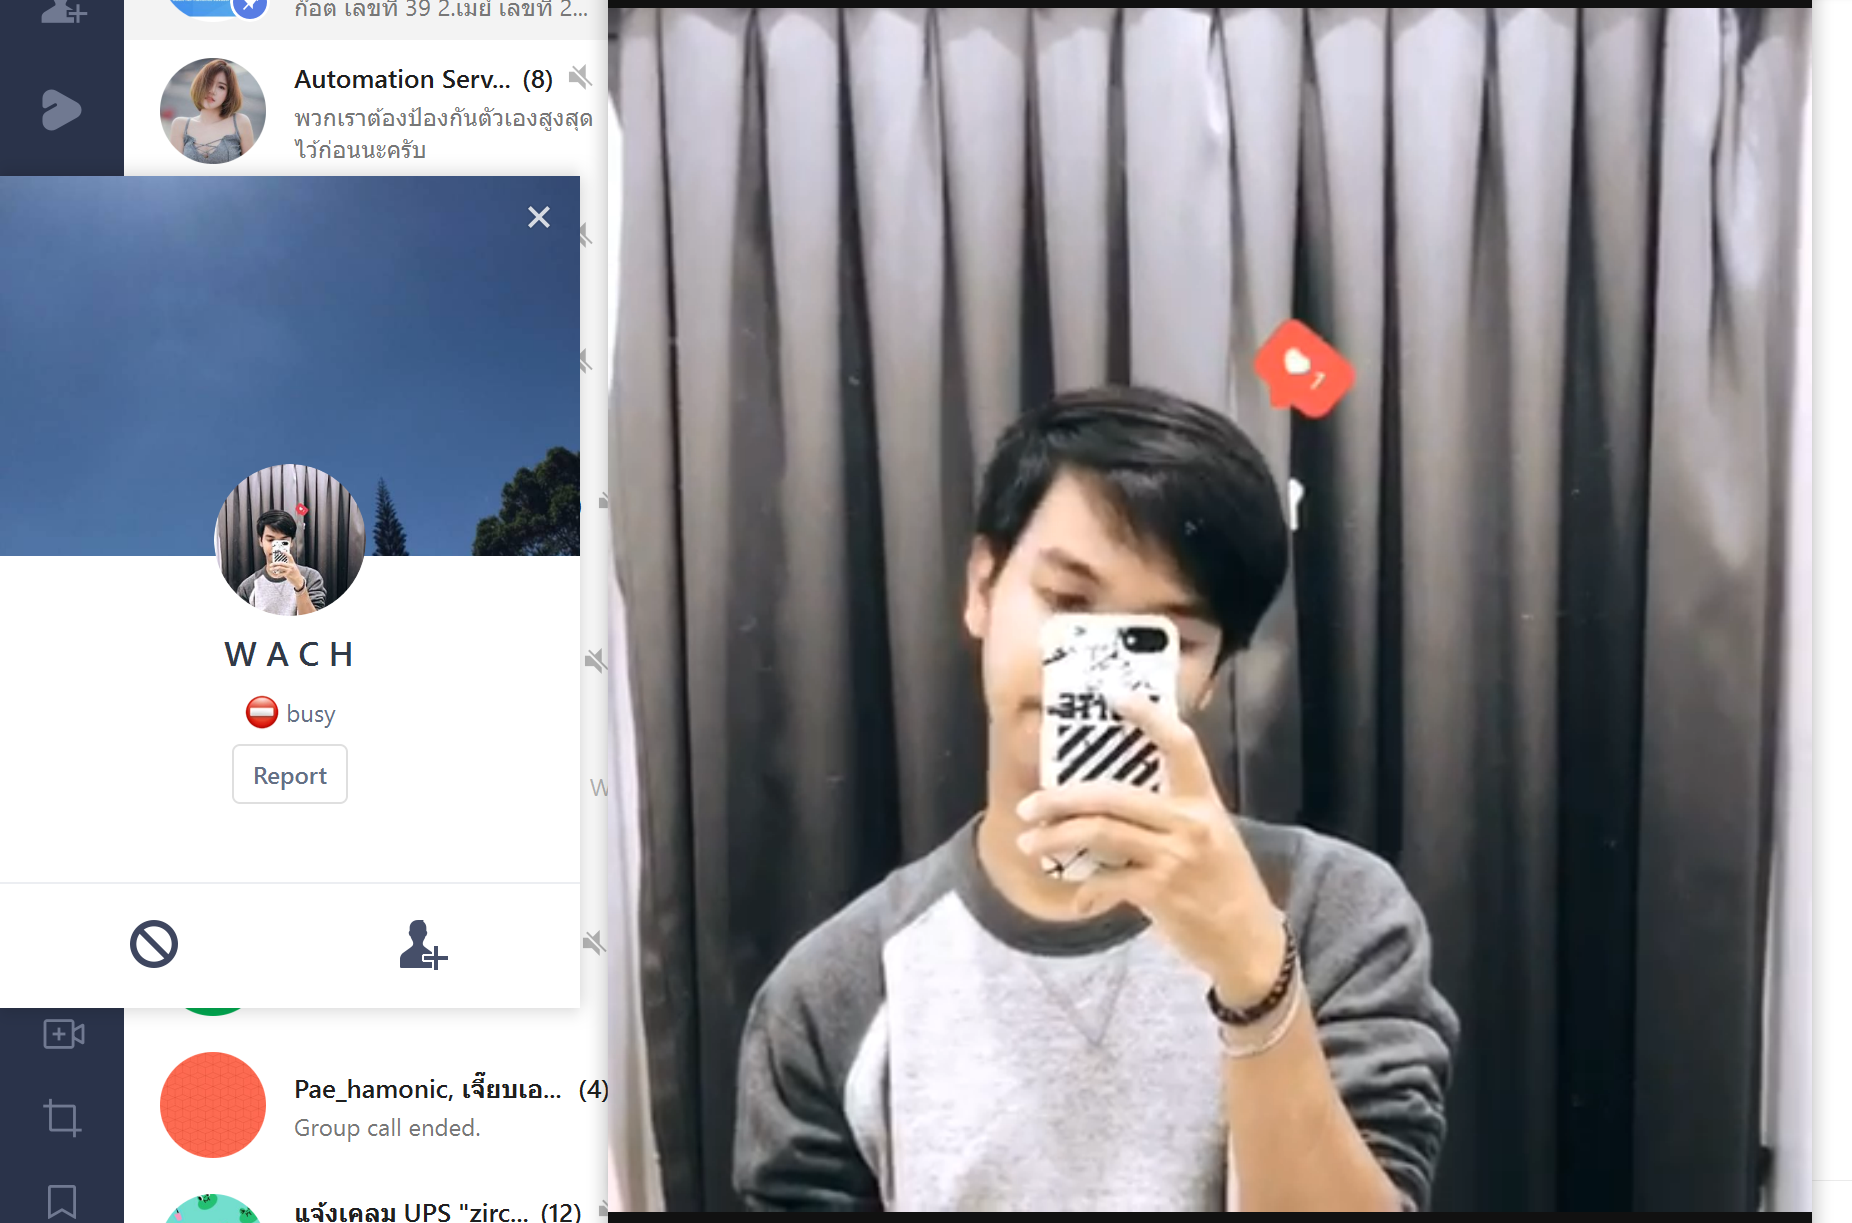 ก๊อต เลขที่ 39 2.เมย์ เลขที่ 2...
Automation Serv... (8)
พวกเราต้องป้องกันตัวเองสูงสุด
ไว้ก่อนนะครับ
W A C H
busy
Report
W
1
Pae_hamonic, เจี๊ยบเอ... (4)
Group call ended.
แจ้งเคลม UPS "zirc... (12)